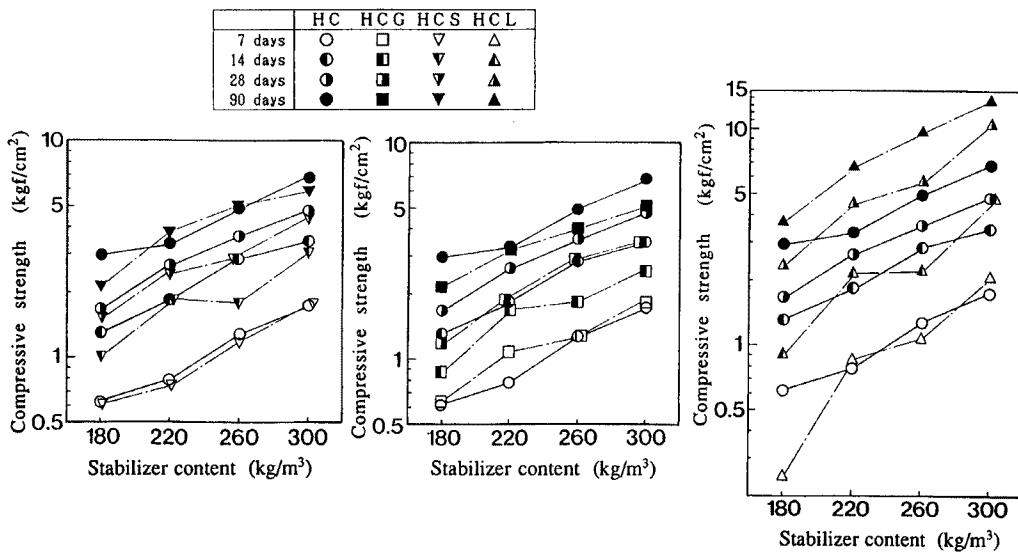 HC HCG HCS HCL
7 days
14 days
28 days
90 days
10
5
1
0.5
Compressive strength (kgf/cm²)
180 220 260 300
Stabilizer content (kg/m³)
10
5
1
0.5
Compressive strength (kgf/cm²)
180 220 260 300
Stabilizer content (kg/m³)
15
10
5
1
0.5
Compressive strength (kgf/cm²)
180 220 260 300
Stabilizer content (kg/m³)